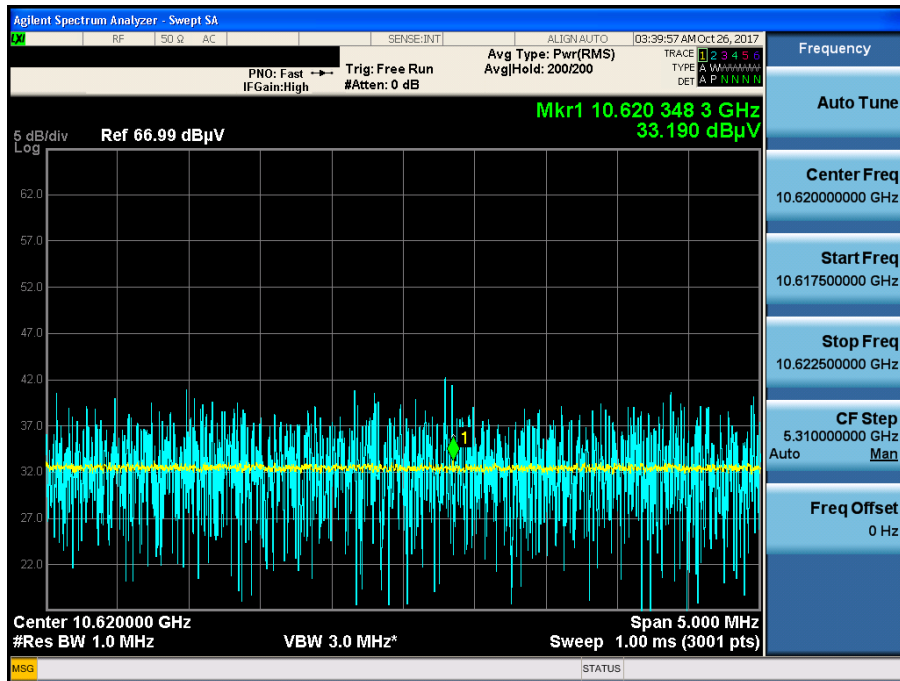 Agilent Spectrum Analyzer - Swept SA
LXI RF 50 Ω AC SENSE:INT ALIGN AUTO 03:39:57 AM Oct 26, 2017
PNO: Fast Trig: Free Run Avg Type: Pwr(RMS) TRACE 1 2 3 4 5 6
IFGain:High #Atten: 0 dB Avg|Hold: 200/200 TYPE A WWWWW
DET A P N N N N
Frequency
Mkr1 10.620 348 3 GHz
33.190 dBµV
5 dB/div Ref 66.99 dBµV
Log
62.0
57.0
52.0
47.0
42.0
37.0
32.0
27.0
22.0
1
Center 10.620000 GHz Span 5.000 MHz
#Res BW 1.0 MHz VBW 3.0 MHz* Sweep 1.00 ms (3001 pts)
Auto Tune
Center Freq
10.620000000 GHz
Start Freq
10.617500000 GHz
Stop Freq
10.622500000 GHz
CF Step
5.310000000 GHz
Auto Man
Freq Offset
0 Hz
MSG STATUS